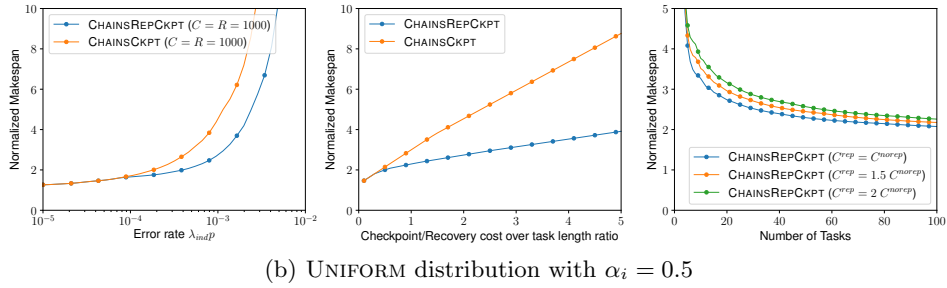 Normalized Makespan
10
8
6
4
2
0
10^-5
10^-4
10^-3
10^-2
Error rate λ_ind p
CHAINSREPCKPT (C = R = 1000)
CHAINSCKPT (C = R = 1000)
Normalized Makespan
10
8
6
4
2
0
0
1
2
3
4
5
Checkpoint/Recovery cost over task length ratio
CHAINSREPCKPT
CHAINSCKPT
Normalized Makespan
5
4
3
2
1
0
0
20
40
60
80
100
Number of Tasks
CHAINSREPCKPT (C^rep = C^norep)
CHAINSREPCKPT (C^rep = 1.5 C^norep)
CHAINSREPCKPT (C^rep = 2 C^norep)
(b) UNIFORM distribution with α_i = 0.5